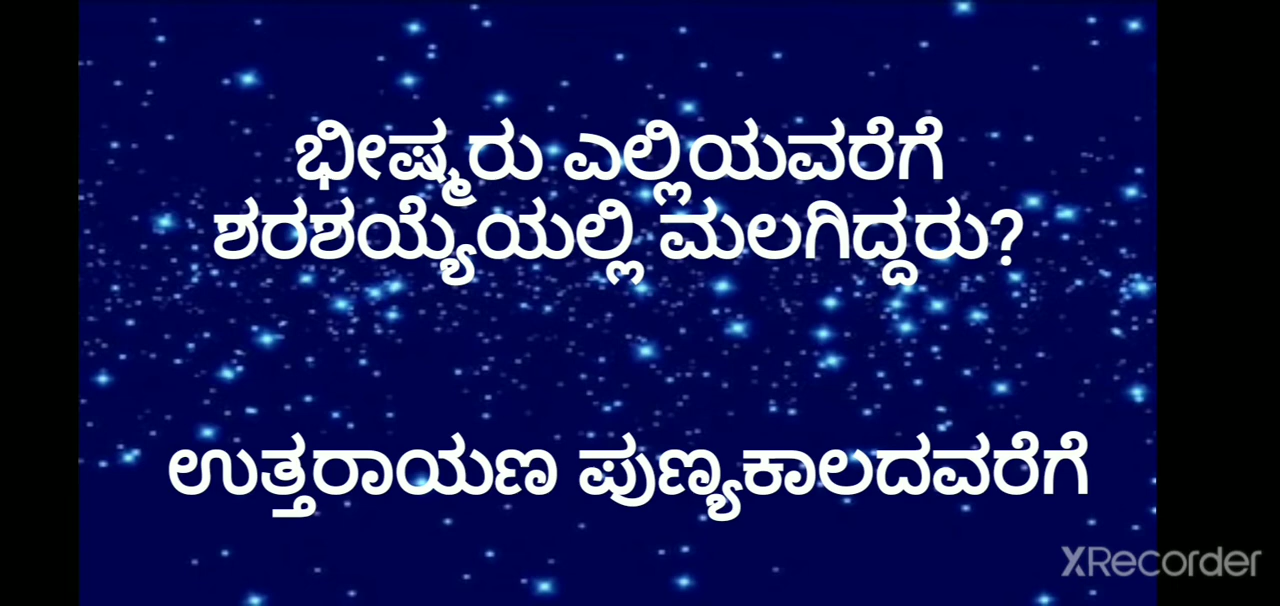 ಭೀಷ್ಮರು ಎಲ್ಲಿಯವರೆಗೆ
ಶರಶಯ್ಯೆಯಲ್ಲಿ ಮಲಗಿದ್ದರು?
ಉತ್ತರಾಯಣ ಪುಣ್ಯಕಾಲದವರೆಗೆ
XRecorder